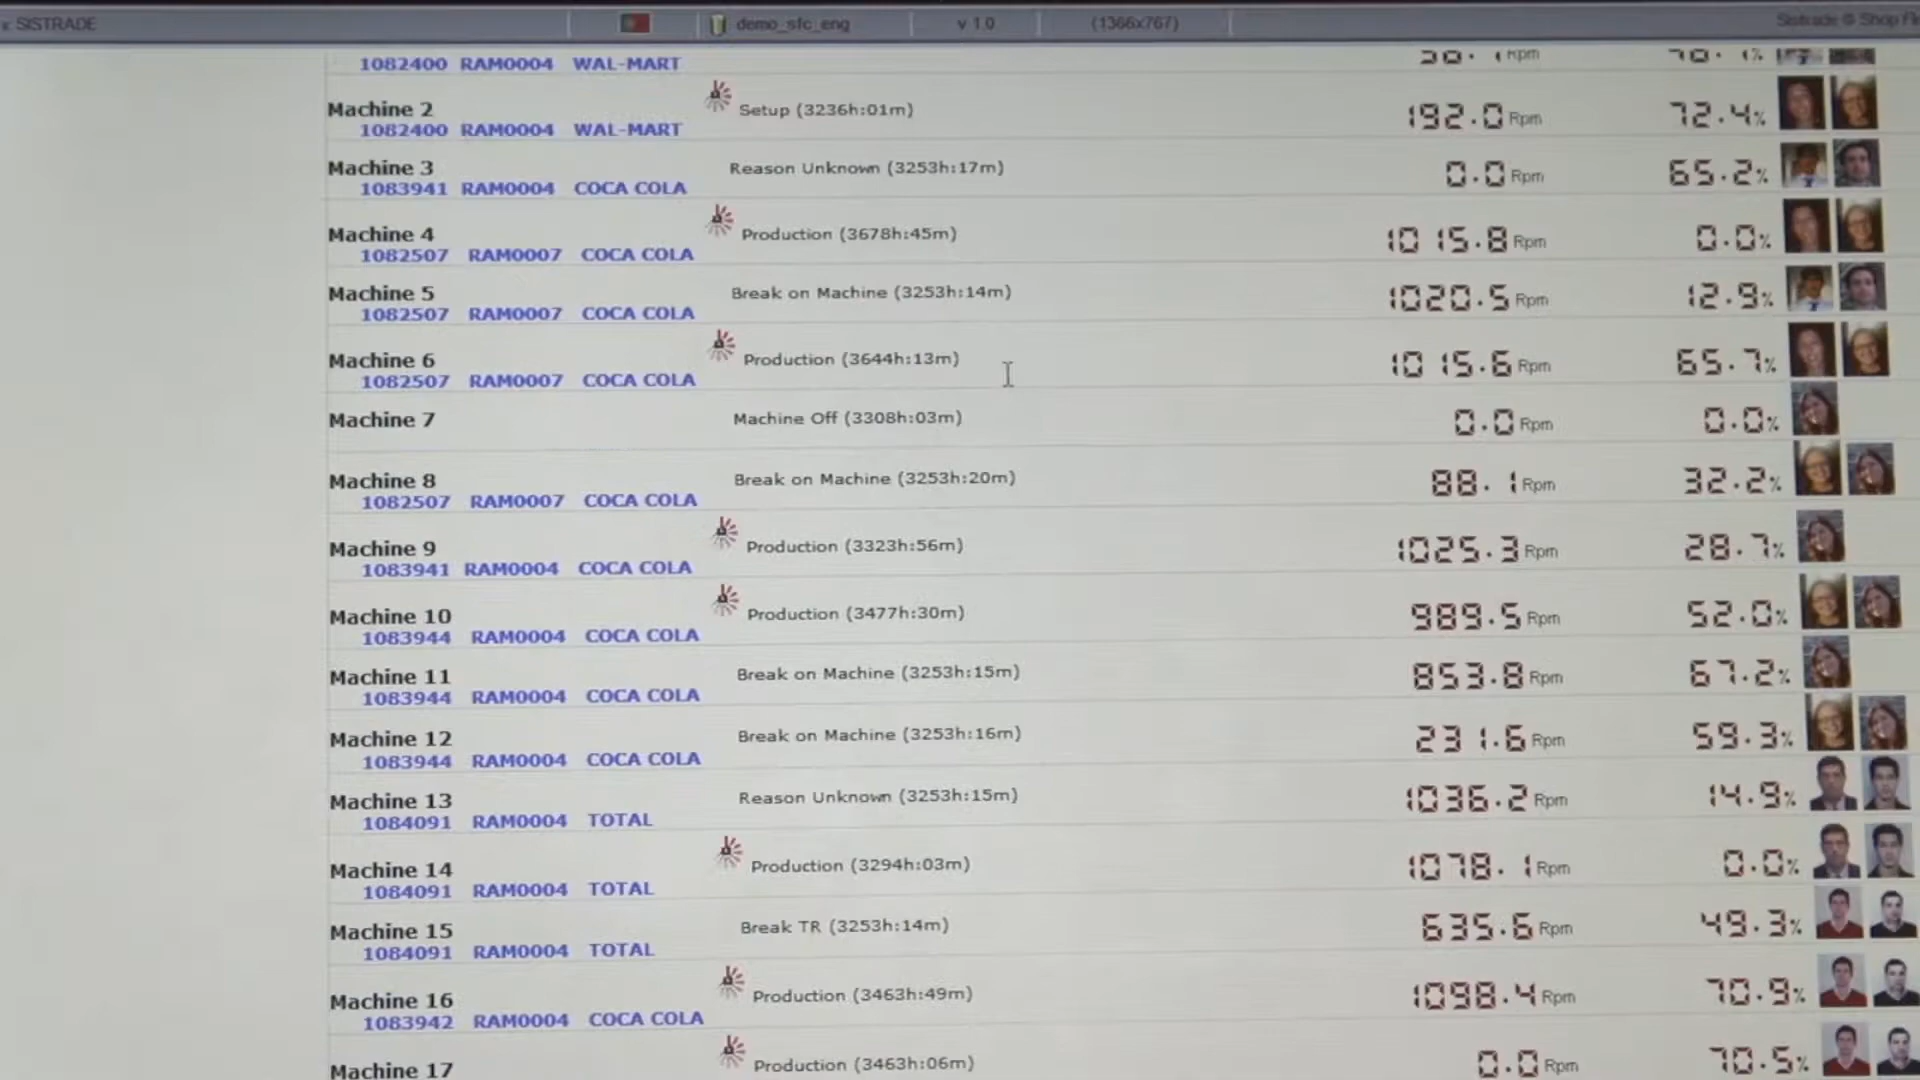 SISTRADE demo_sfc_eng v 1.0 (1366x767) Sistrade © Shop
1082400 RAM0004 WAL-MART Rpm 70.1%
Machine 2 Setup (3236h:01m) 192.0 Rpm 72.4%
1082400 RAM0004 WAL-MART
Machine 3 Reason Unknown (3253h:17m) 0.0 Rpm 65.2%
1083941 RAM0004 COCA COLA
Machine 4 Production (3678h:45m) 1015.8 Rpm 0.0%
1082507 RAM0007 COCA COLA
Machine 5 Break on Machine (3253h:14m) 1020.5 Rpm 12.9%
1082507 RAM0007 COCA COLA
Machine 6 Production (3644h:13m) 1015.6 Rpm 65.7%
1082507 RAM0007 COCA COLA
Machine 7 Machine Off (3308h:03m) 0.0 Rpm 0.0%
Machine 8 Break on Machine (3253h:20m) 88.1 Rpm 32.2%
1082507 RAM0007 COCA COLA
Machine 9 Production (3323h:56m) 1025.3 Rpm 28.7%
1083941 RAM0004 COCA COLA
Machine 10 Production (3477h:30m) 989.5 Rpm 52.0%
1083944 RAM0004 COCA COLA
Machine 11 Break on Machine (3253h:15m) 853.8 Rpm 67.2%
1083944 RAM0004 COCA COLA
Machine 12 Break on Machine (3253h:16m) 231.6 Rpm 59.3%
1083944 RAM0004 COCA COLA
Machine 13 Reason Unknown (3253h:15m) 1036.2 Rpm 14.9%
1084091 RAM0004 TOTAL
Machine 14 Production (3294h:03m) 1078.1 Rpm 0.0%
1084091 RAM0004 TOTAL
Machine 15 Break TR (3253h:14m) 635.6 Rpm 49.3%
1084091 RAM0004 TOTAL
Machine 16 Production (3463h:49m) 1098.4 Rpm 70.9%
1083942 RAM0004 COCA COLA
Machine 17 Production (3463h:06m) 0.0 Rpm 70.5%